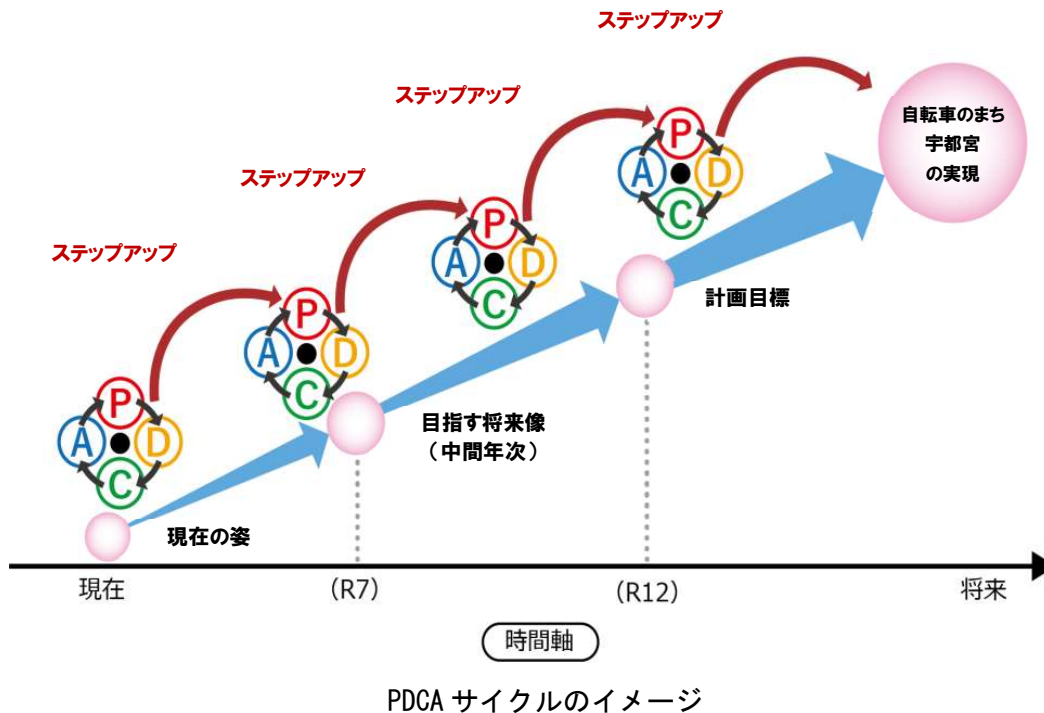 ステップアップ
ステップアップ
ステップアップ
ステップアップ
自転車のまち
宇都宮
の実現
P
A
D
C
P
A
D
C
P
A
D
C
P
A
D
C
計画目標
目指す将来像
(中間年次)
現在の姿
現在
(R7)
(R12)
将来
時間軸
PDCA サイクルのイメージ